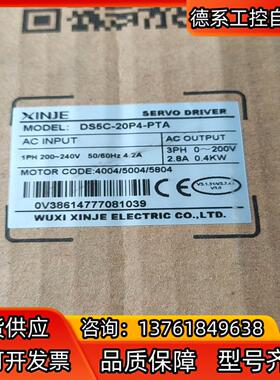 德系工控自
XINJE
SERVO DRIVER
MODEL: DS5C-20P4-PTA
AC INPUT
AC OUTPUT
1PH 200~240V 50/60Hz 4.2A
3PH 0~200V
2.8A 0.4KW
MOTOR CODE:4004/5004/5804
WUXI XINJE ELECTRIC CO.,LTD.
0V38614777081039
货供应
咨询：13761849638
可开发票
品质保障 型号齐